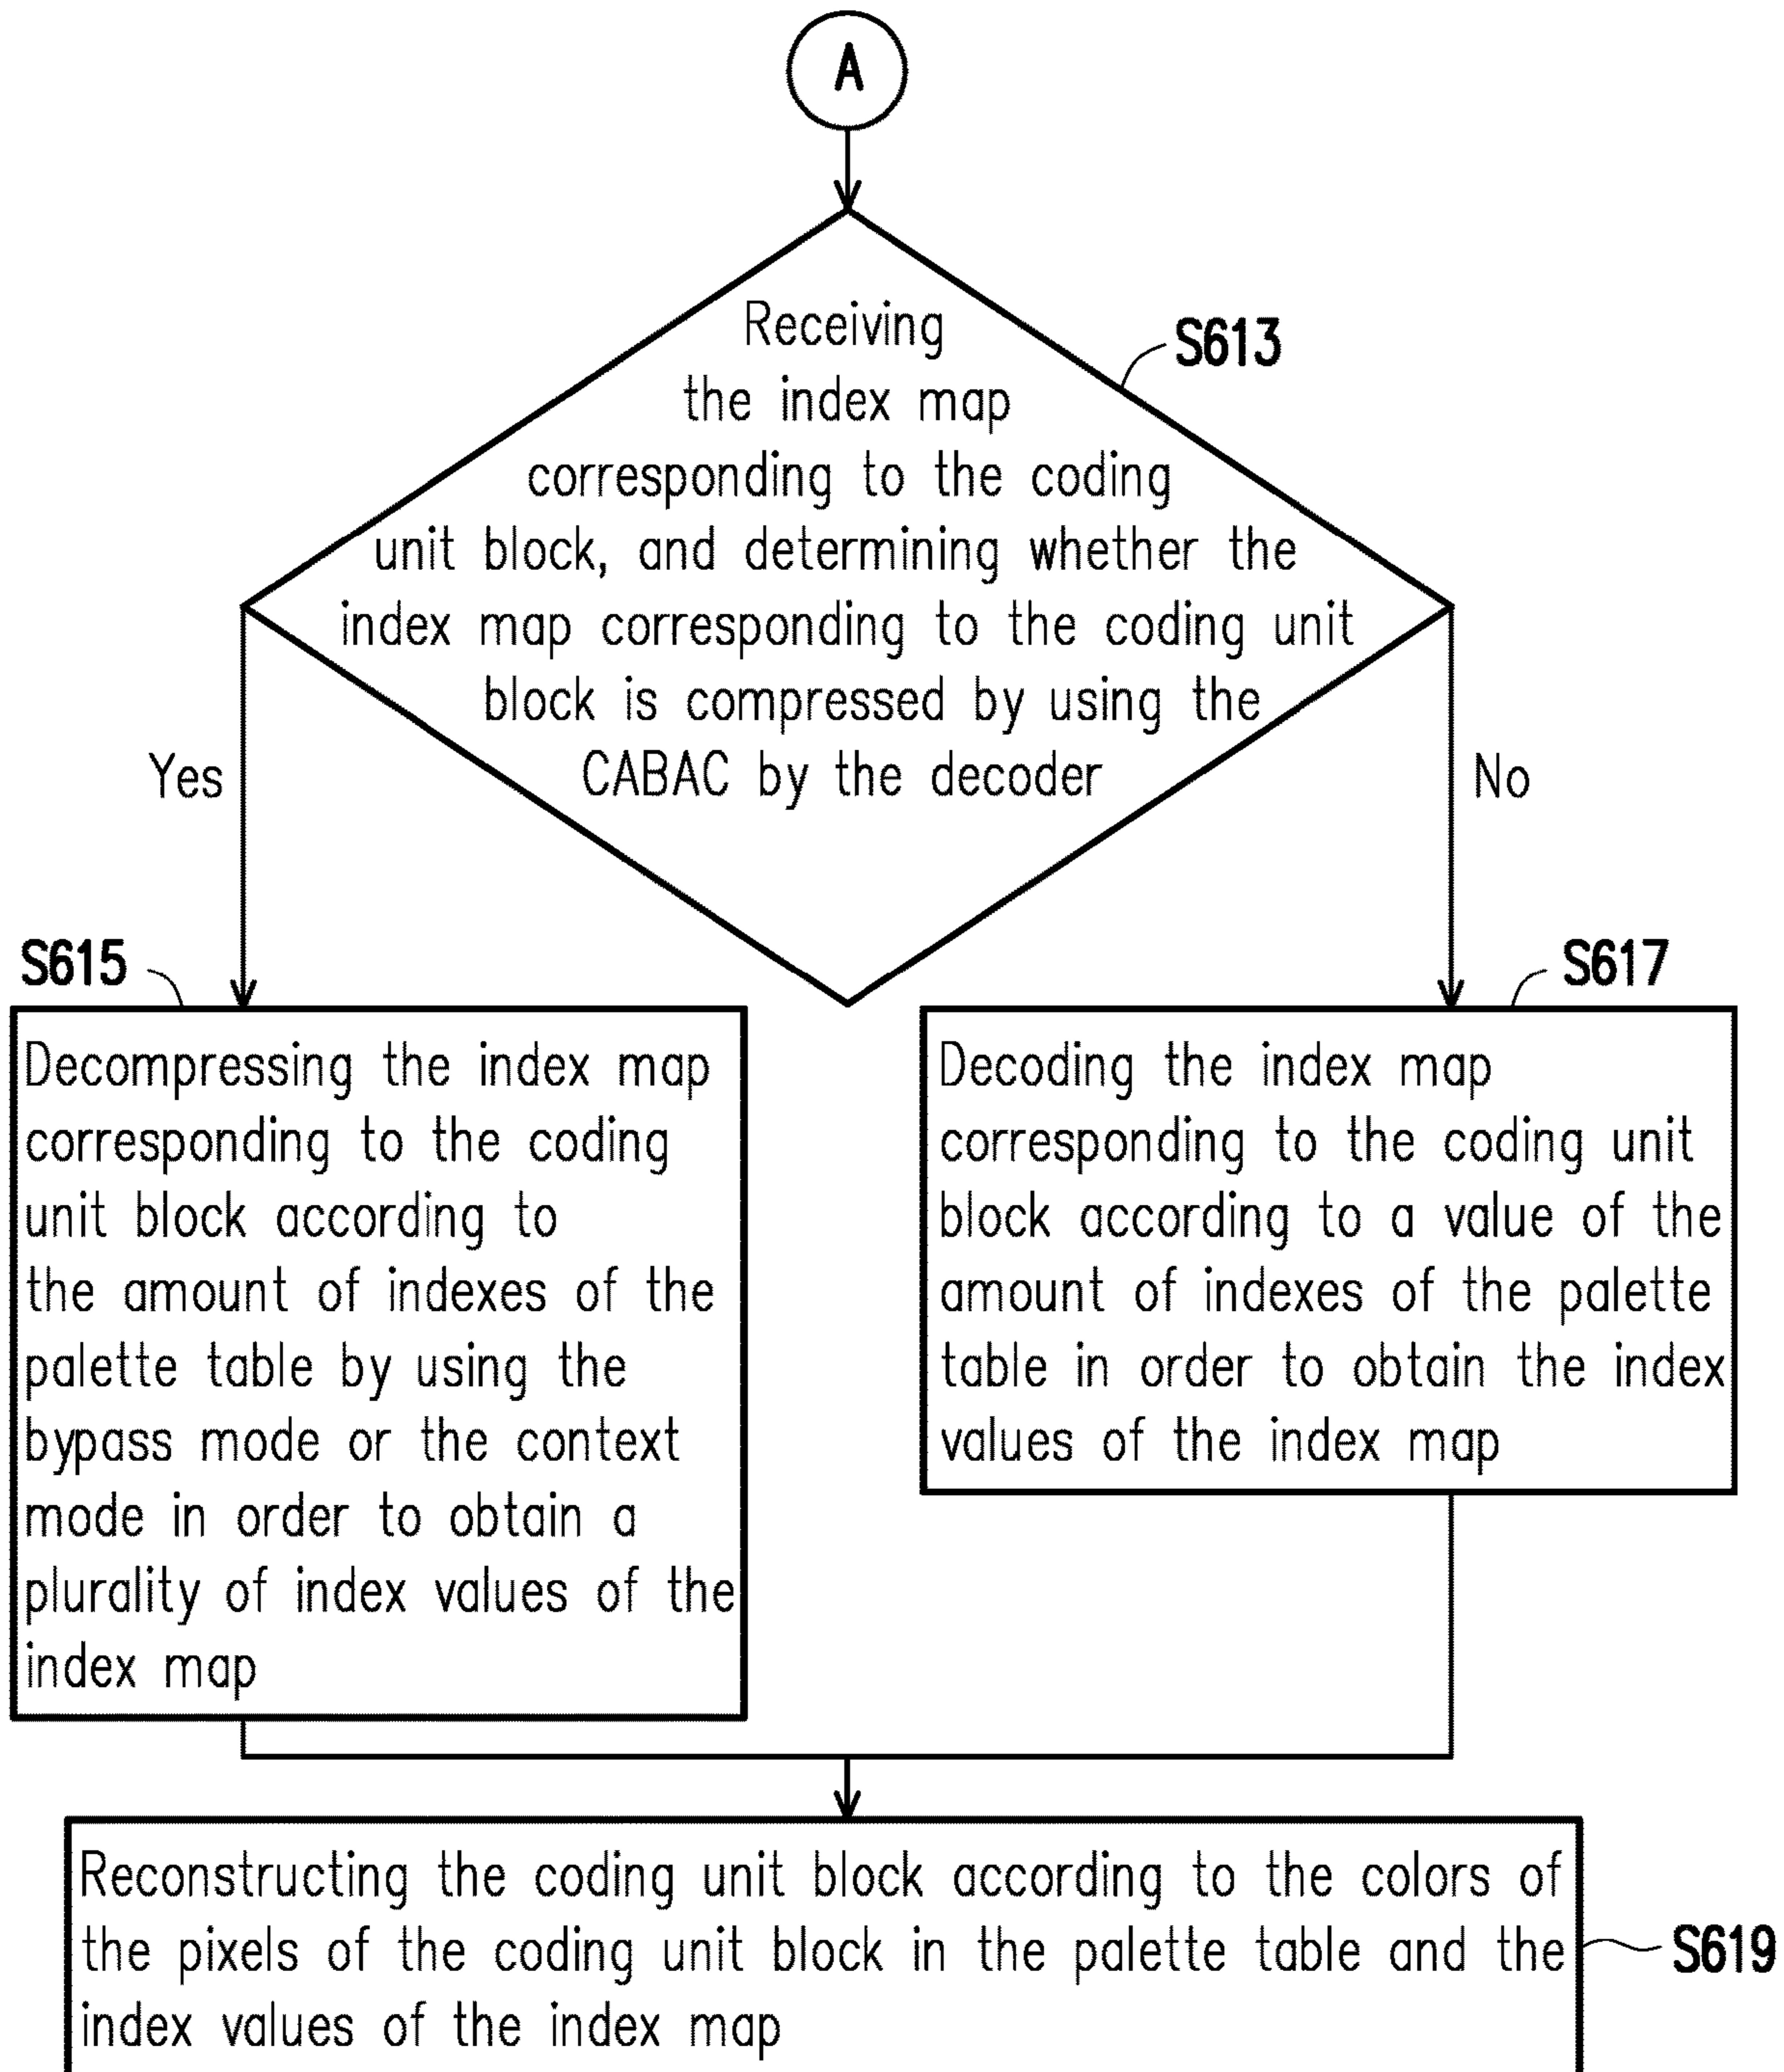 A
Receiving
the index map
corresponding to the coding
unit block, and determining whether the
index map corresponding to the coding unit
block is compressed by using the
CABAC by the decoder
S613
Yes
No
S615
Decompressing the index map
corresponding to the coding
unit block according to
the amount of indexes of the
palette table by using the
bypass mode or the context
mode in order to obtain a
plurality of index values of the
index map
S617
Decoding the index map
corresponding to the coding unit
block according to a value of the
amount of indexes of the palette
table in order to obtain the index
values of the index map
Reconstructing the coding unit block according to the colors of
the pixels of the coding unit block in the palette table and the
index values of the index map
S619